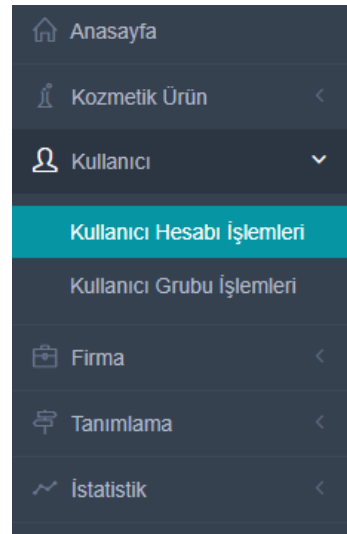 Anasayfa
Kozmetik Ürün
Kullanıcı
Kullanıcı Hesabı İşlemleri
Kullanıcı Grubu İşlemleri
Firma
Tanımlama
İstatistik